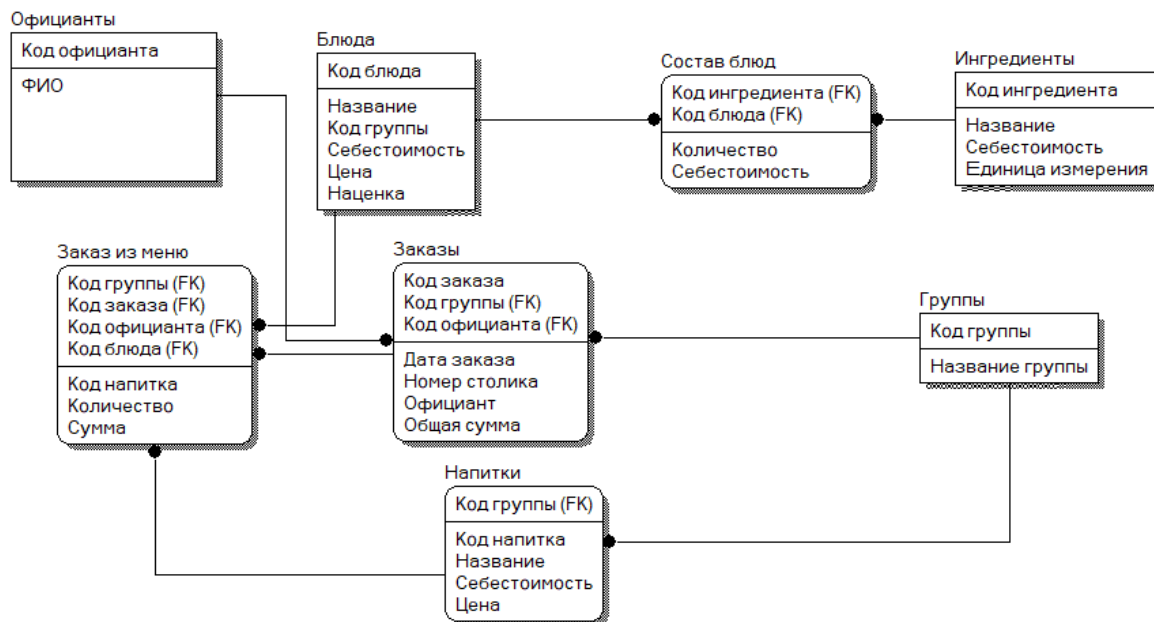 Официанты
Код официанта
ФИО
Блюда
Код блюда
Название
Код группы
Себестоимость
Цена
Наценка
Состав блюд
Код ингредиента (FK)
Код блюда (FK)
Количество
Себестоимость
Ингредиенты
Код ингредиента
Название
Себестоимость
Единица измерения
Заказ из меню
Код группы (FK)
Код заказа (FK)
Код официанта (FK)
Код блюда (FK)
Код напитка
Количество
Сумма
Заказы
Код заказа
Код группы (FK)
Код официанта (FK)
Дата заказа
Номер столика
Официант
Общая сумма
Группы
Код группы
Название группы
Напитки
Код группы (FK)
Код напитка
Название
Себестоимость
Цена